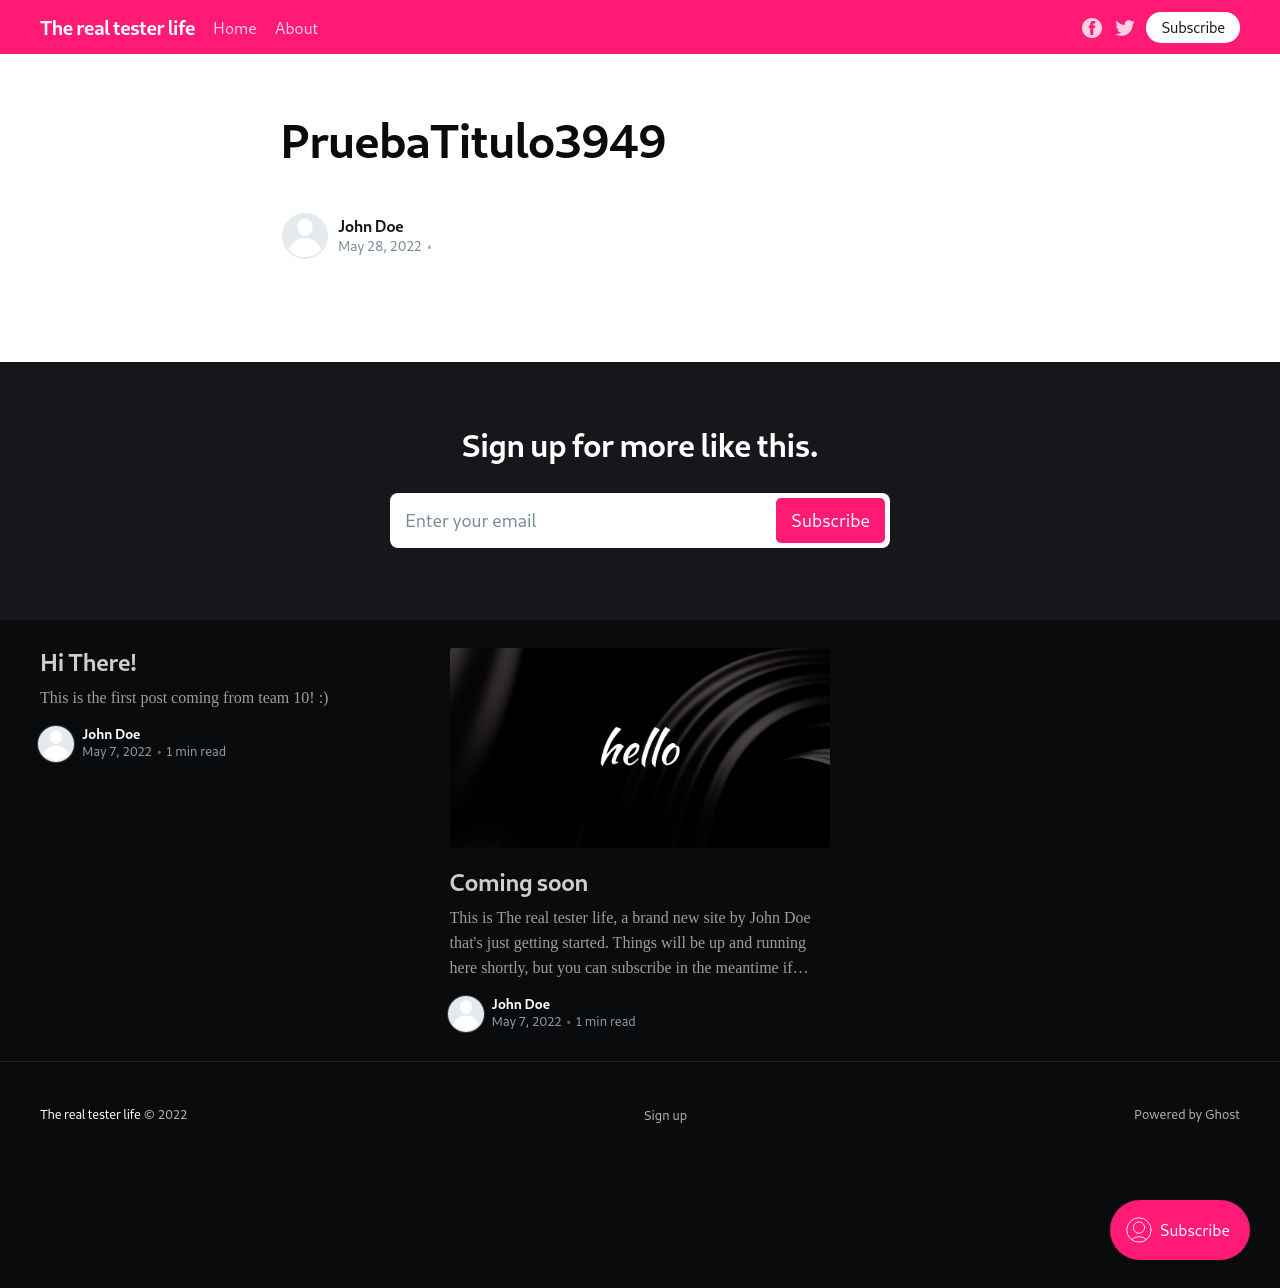 The real tester life
Home
About
Subscribe
PruebaTitulo3949
John Doe
May 28, 2022 •
Sign up for more like this.
Enter your email
Subscribe
Hi There!
This is the first post coming from team 10! :)
John Doe
May 7, 2022 • 1 min read
hello
Coming soon
This is The real tester life, a brand new site by John Doe
that's just getting started. Things will be up and running
here shortly, but you can subscribe in the meantime if…
John Doe
May 7, 2022 • 1 min read
The real tester life © 2022
Sign up
Powered by Ghost
Subscribe